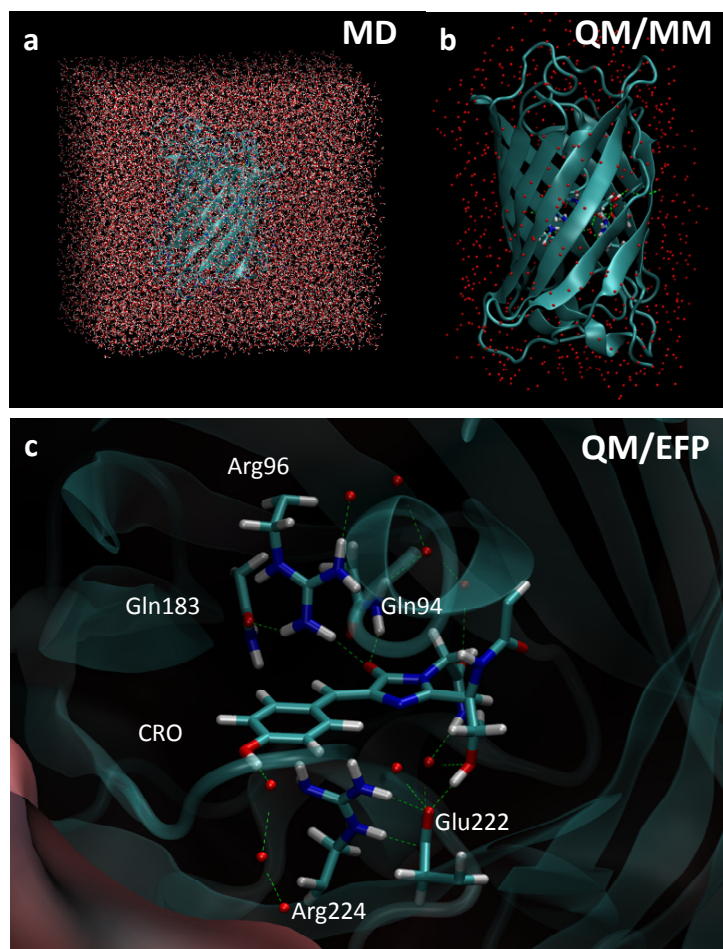 a
MD
b
QM/MM
c
QM/EFP
Arg96
Gln183
Gln94
CRO
Glu222
Arg224